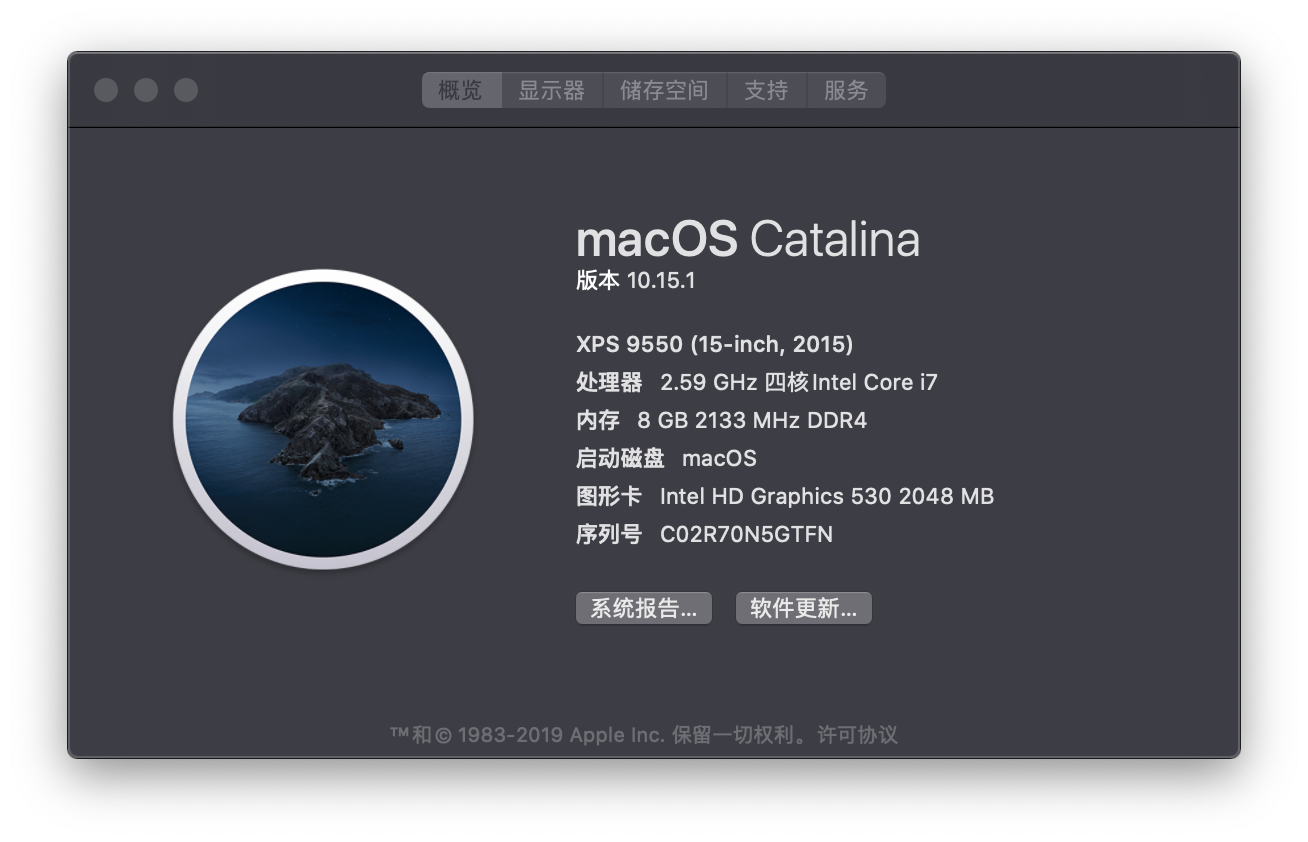 概览 显示器 储存空间 支持 服务
macOS Catalina
版本 10.15.1
XPS 9550 (15-inch, 2015)
处理器 2.59 GHz 四核Intel Core i7
内存 8 GB 2133 MHz DDR4
启动磁盘 macOS
图形卡 Intel HD Graphics 530 2048 MB
序列号 C02R70N5GTFN
系统报告... 软件更新...
™和© 1983-2019 Apple Inc. 保留一切权利。许可协议